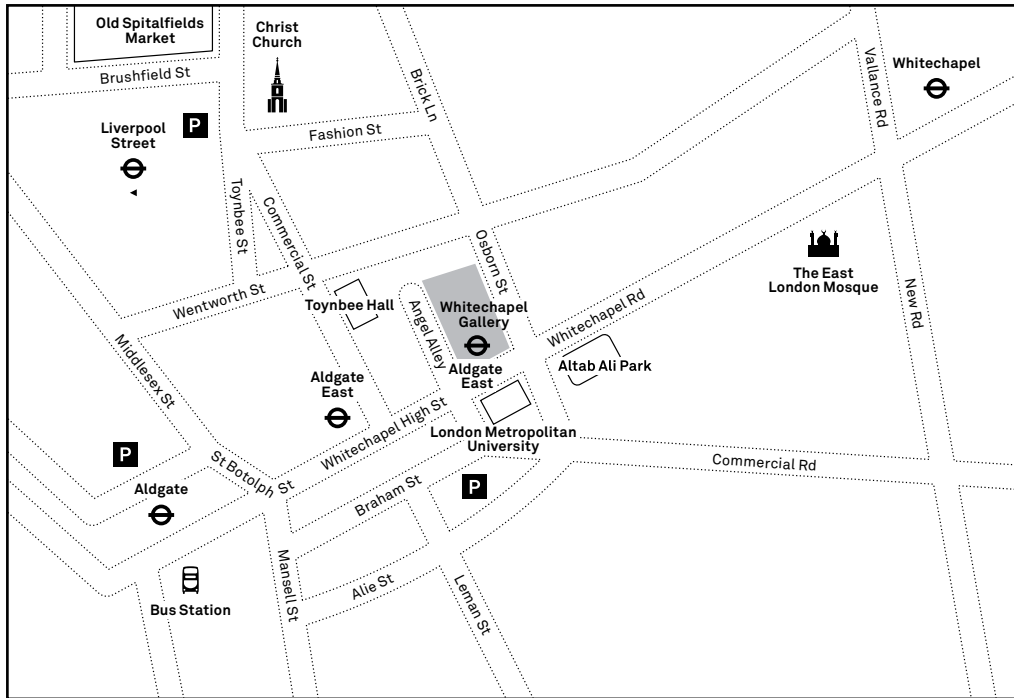 Old Spitalfields
Market
Christ
Church
Brushfield St
Brick Ln
Vallance Rd
Whitechapel
P
Liverpool
Street
Fashion St
Toynbee St
Commercial St
Osborn St
The East
London Mosque
Wentworth St
Toynbee Hall
Angel Alley
Whitechapel
Gallery
Whitechapel Rd
New Rd
Middlesex St
Aldgate
East
Aldgate
East
Altab Ali Park
Whitechapel High St
London Metropolitan
University
P
St Botolph St
Commercial Rd
Aldgate
Braham St
P
Mansell St
Alie St
Leman St
Bus Station